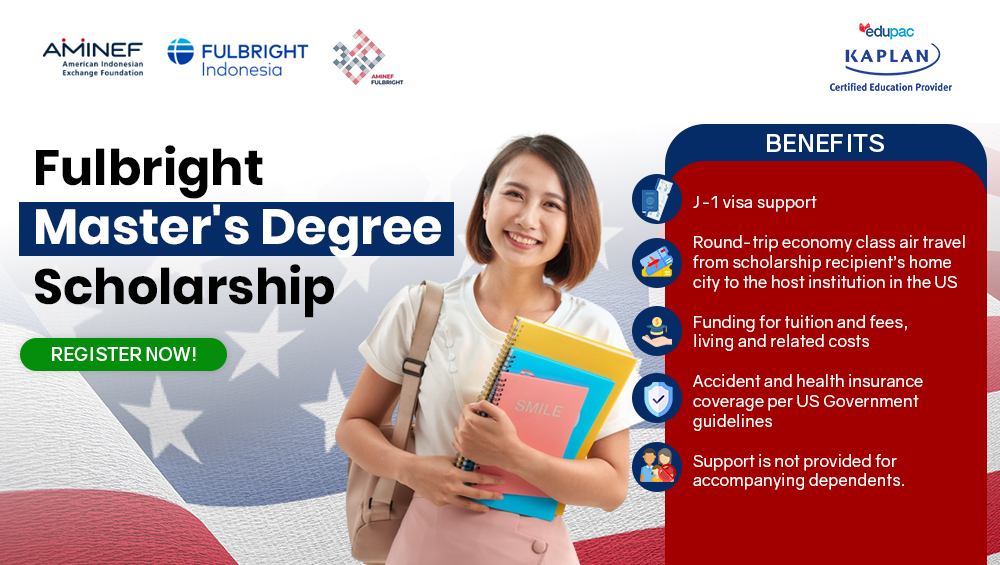 AMINEF
American Indonesian
Exchange Foundation
FULBRIGHT
Indonesia
AMINEF
FULBRIGHT
edupac
KAPLAN
Certified Education Provider
Fulbright
Master's Degree
Scholarship
REGISTER NOW!
SMILE
BENEFITS
J-1 visa support
Round-trip economy class air travel
from scholarship recipient's home
city to the host institution in the US
Funding for tuition and fees,
living and related costs
Accident and health insurance
coverage per US Government
guidelines
Support is not provided for
accompanying dependents.